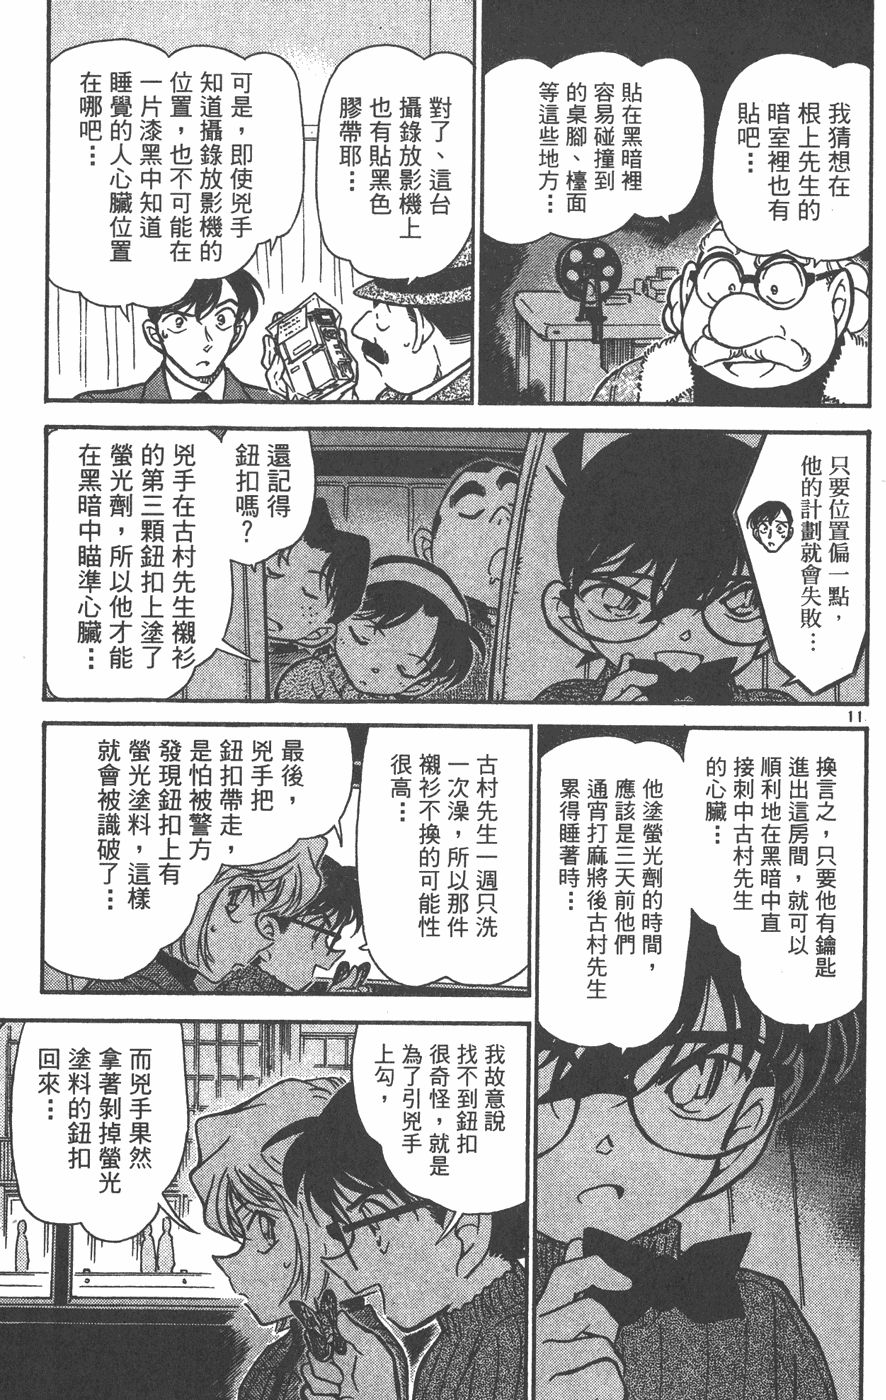 我猜想在
根上先生的
暗室裡也有
貼吧…
貼在黑暗裡
容易碰撞到
的桌腳、檯面
等這些地方…
對了、這台
攝錄放影機上
也有貼黑色
膠帶耶…
可是，即使兇手
知道攝錄放影機的
位置，也不可能在
一片漆黑中知道
睡覺的人心臟位置
在哪吧…
只要位置偏一點，
他的計劃就會失敗…
還記得
鈕扣嗎？
兇手在古村先生襯衫
的第三顆鈕扣上塗了
螢光劑，所以他才能
在黑暗中瞄準心臟…
11
換言之，只要他有鑰匙
進出這房間，就可以
順利地在黑暗中直
接刺中古村先生
的心臟…
他塗螢光劑的時間，
應該是三天前他們
通宵打麻將後古村先生
累得睡著時…
古村先生一週只洗
一次澡，所以那件
襯衫不換的可能性
很高…
最後，
兇手把
鈕扣帶走，
是怕被警方
發現鈕扣上有
螢光塗料，這樣
就會被識破了…
我故意說
找不到鈕扣
很奇怪，就是
為了引兇手
上勾，
而兇手果然
拿著剝掉螢光
塗料的鈕扣
回來…